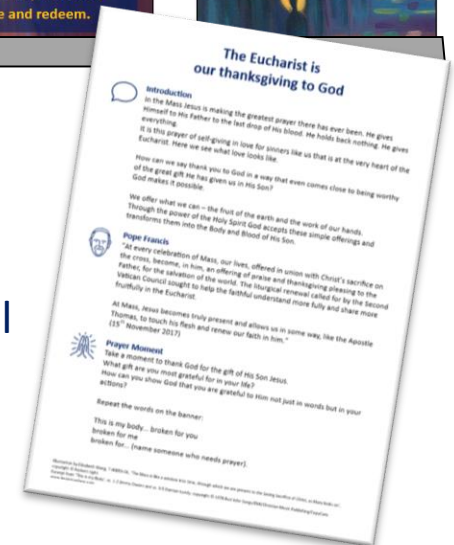 e and redeem.
The Eucharist is
our thanksgiving to God
Introduction
In the Mass Jesus is making the greatest prayer there has ever been. He gives
Himself to His Father to the last drop of His blood. He holds back nothing. He gives
everything.
It is this prayer of self-giving in love for sinners like us that is at the very heart of the
Eucharist. Here we see what love looks like.
How can we say thank you to God in a way that even comes close to being worthy
of the great gift He has given us in His Son?
God makes it possible.
We offer what we can – the fruit of the earth and the work of our hands.
Through the power of the Holy Spirit God accepts these simple offerings and
transforms them into the Body and Blood of His Son.
Pope Francis
"At every celebration of Mass, our lives, offered in union with Christ's sacrifice on
the cross, become, in him, an offering of praise and thanksgiving pleasing to the
Father, for the salvation of the world. The liturgical renewal called for by the Second
Vatican Council sought to help the faithful understand more fully and share more
fruitfully in the Eucharist.
At Mass, Jesus becomes truly present and allows us in some way, like the Apostle
Thomas, to touch his flesh and renew our faith in him."
(15th November 2017)
Prayer Moment
Take a moment to thank God for the gift of His Son Jesus.
What gift are you most grateful for in your life?
How can you show God that you are grateful to Him not just in words but in your
actions?
Repeat the words on the banner:
This is my body... broken for you
broken for me
broken for... (name someone who needs prayer).
l